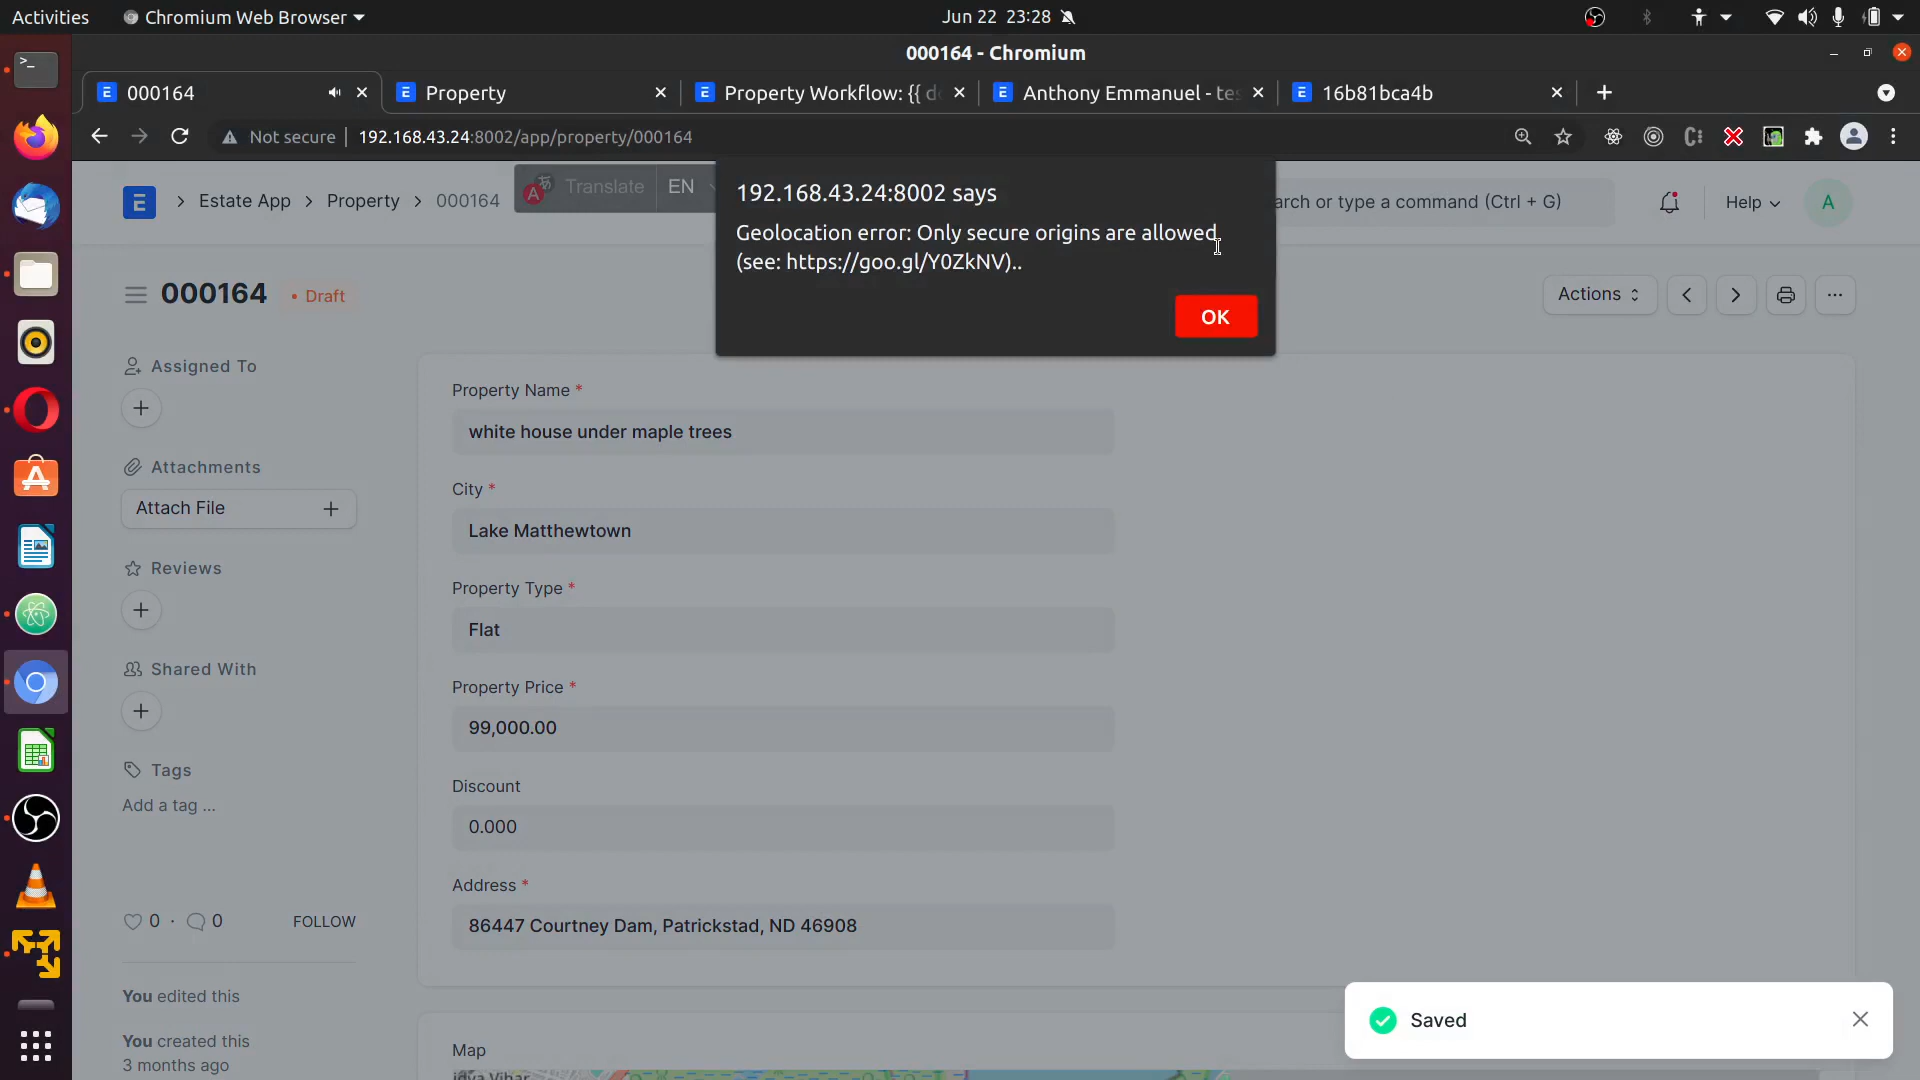 Activities
Chromium Web Browser
Jun 22 23:28
000164 - Chromium
000164
Property
Property Workflow: {{ d
Anthony Emmanuel - te
16b81bca4b
Not secure
192.168.43.24:8002/app/property/000164
Estate App
Property
000164
Translate
EN
arch or type a command (Ctrl + G)
Help
A
192.168.43.24:8002 says
Geolocation error: Only secure origins are allowed
(see: https://goo.gl/Y0ZkNV)..
OK
000164
Draft
Actions
Assigned To
Attachments
Attach File
Reviews
Shared With
Tags
Add a tag ...
0 · 0
FOLLOW
You edited this
You created this
3 months ago
Property Name *
white house under maple trees
City *
Lake Matthewtown
Property Type *
Flat
Property Price *
99,000.00
Discount
0.000
Address *
86447 Courtney Dam, Patrickstad, ND 46908
Map
Saved